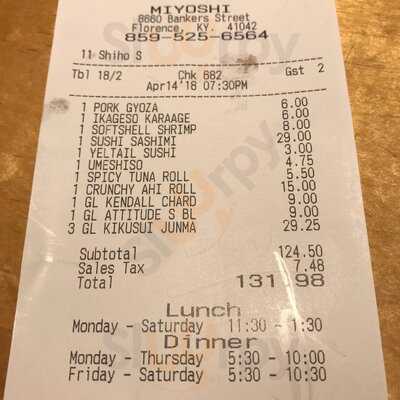 MIYOSHI
8660 Bankers Street
Florence, KY. 41042
859-525-6564
11 Shiho S
Tbl 18/2 Chk 682 Gst 2
Apr14'18 07:30PM
1 PORK GYOZA 6.00
1 IKAGESO KARAAGE 6.00
1 SOFTSHELL SHRIMP 8.00
1 SUSHI SASHIMI 29.00
1 YELTAIL SUSHI 3.00
1 UMESHISO 4.75
1 SPICY TUNA ROLL 5.50
1 CRUNCHY AHI ROLL 15.00
1 GL KENDALL CHARD 9.00
1 GL ATTITUDE S BL 9.00
3 GL KIKUSUI JUNMA 29.25
Subtotal 124.50
Sales Tax 7.48
Total 131.98
Lunch
Monday - Saturday 11:30 - 1:30
Dinner
Monday - Thursday 5:30 - 10:00
Friday - Saturday 5:30 - 10:30